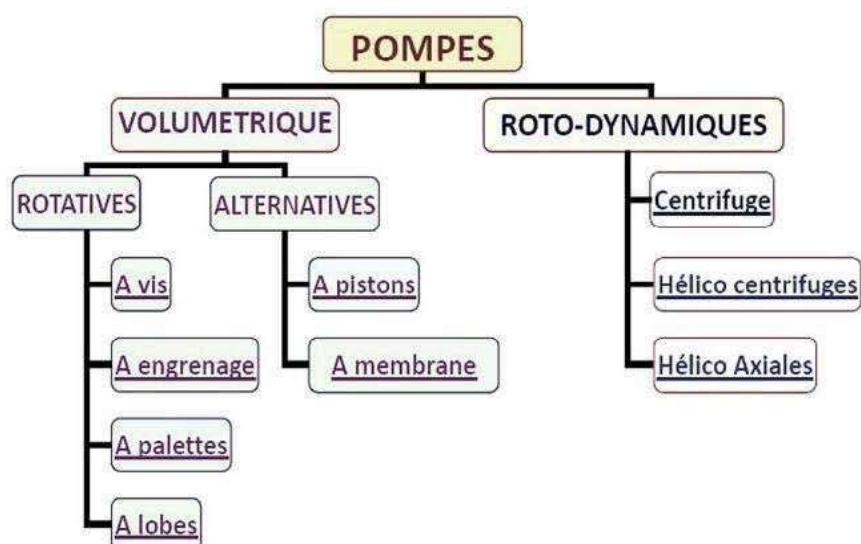 POMPES
VOLUMETRIQUE
ROTO-DYNAMIQUES
ROTATIVES
ALTERNATIVES
Centrifuge
A vis
A pistons
Hélico centrifuges
A engrenage
A membrane
Hélico Axiales
A palettes
A lobes